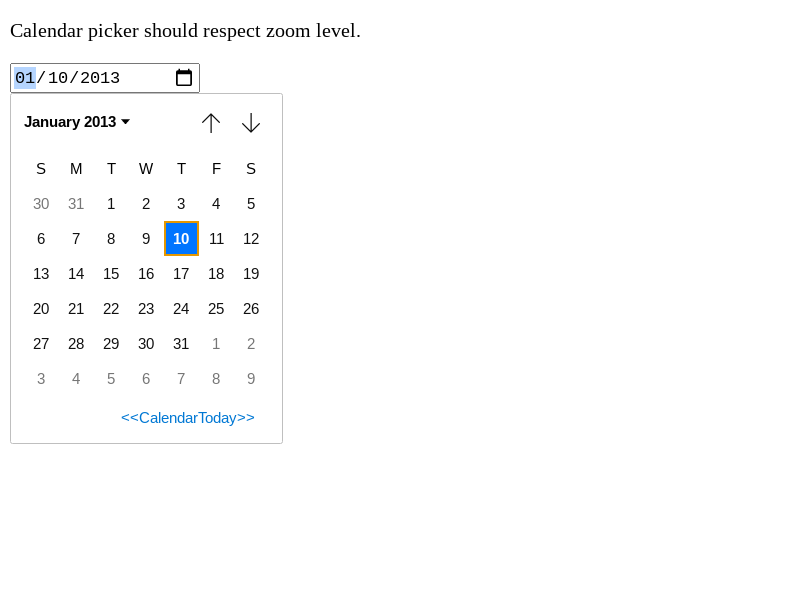 Calendar picker should respect zoom level.
01/10/2013
January 2013
S M T W T F S
30 31 1 2 3 4 5
6 7 8 9 10 11 12
13 14 15 16 17 18 19
20 21 22 23 24 25 26
27 28 29 30 31 1 2
3 4 5 6 7 8 9
<<CalendarToday>>